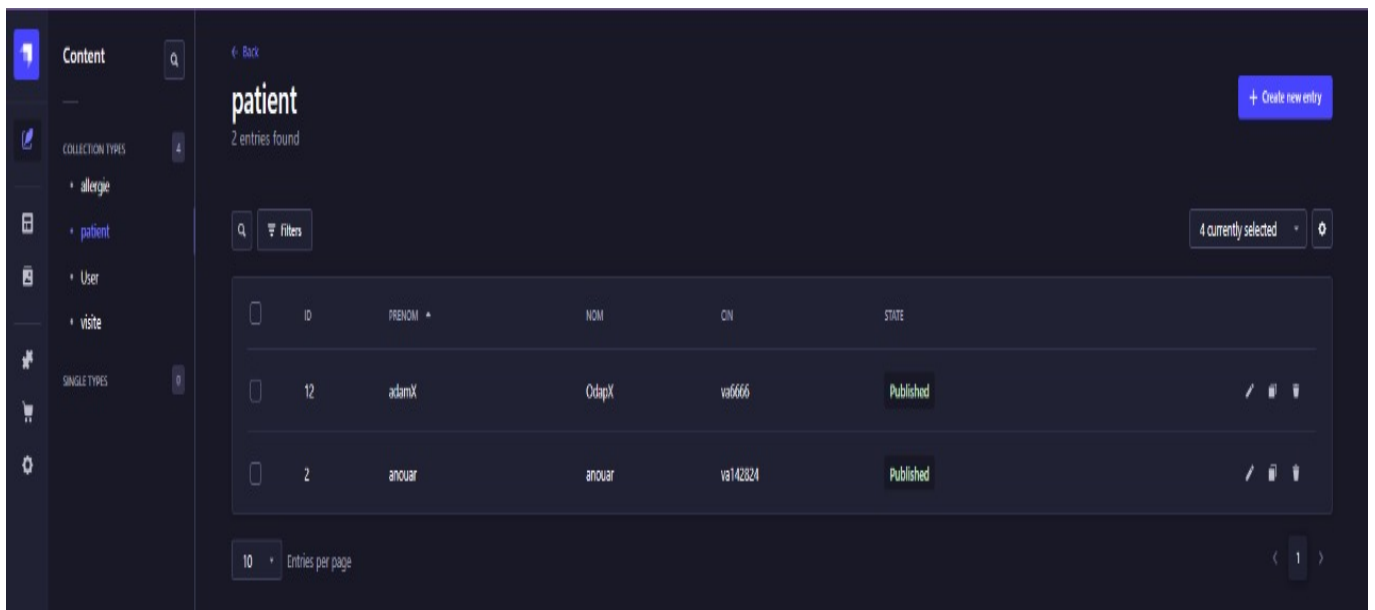 Content
COLLECTION TYPES 4
allergie
patient
User
visite
SINGLE TYPES 0
← Back
patient
2 entries found
+ Create new entry
Filters
4 currently selected
ID PRENOM NOM CIN STATE
12 adamX OdapX va6666 Published
2 anouar anouar va142824 Published
10 Entries per page
< 1 >